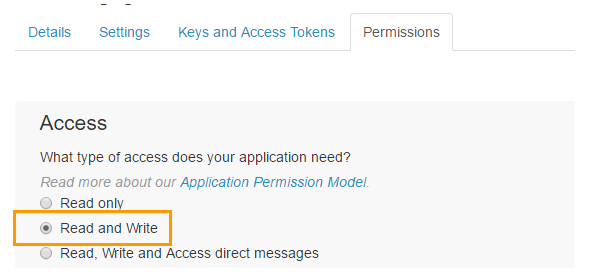 Details Settings Keys and Access Tokens Permissions
Access
What type of access does your application need?
Read more about our Application Permission Model.
Read only
Read and Write
Read, Write and Access direct messages